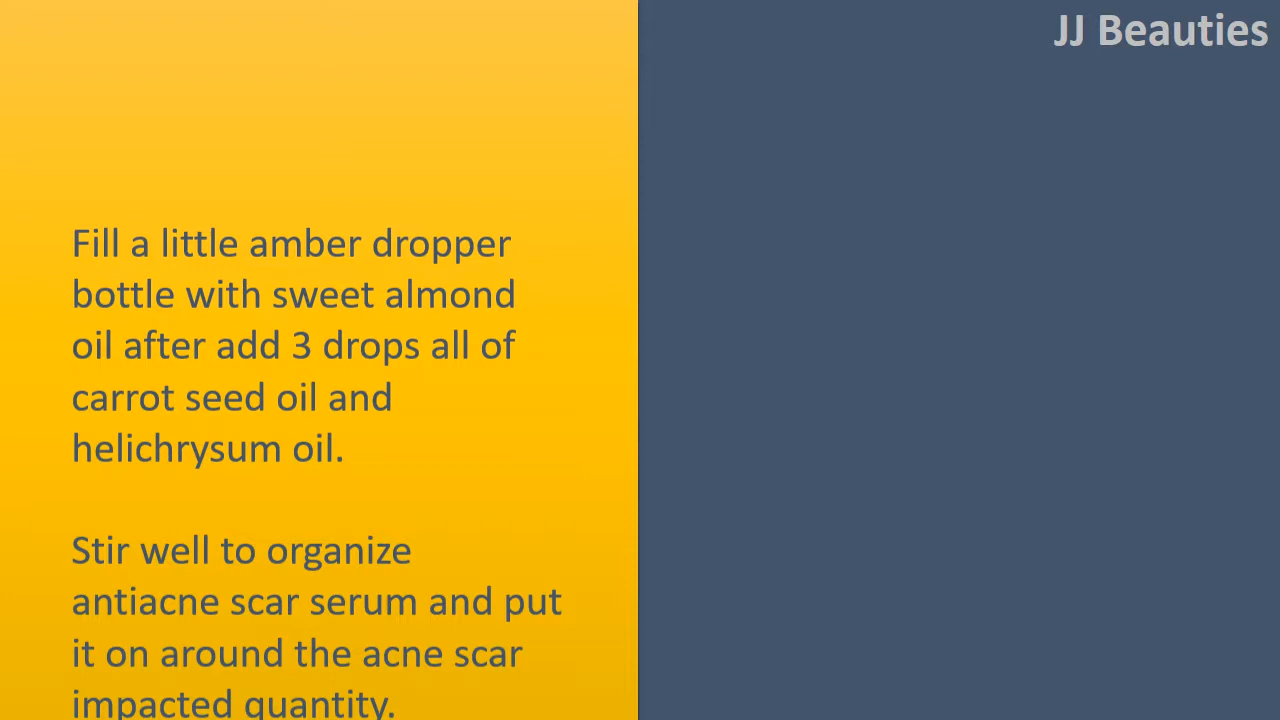 JJ Beauties
Fill a little amber dropper
bottle with sweet almond
oil after add 3 drops all of
carrot seed oil and
helichrysum oil.
Stir well to organize
antiacne scar serum and put
it on around the acne scar
impacted quantity.